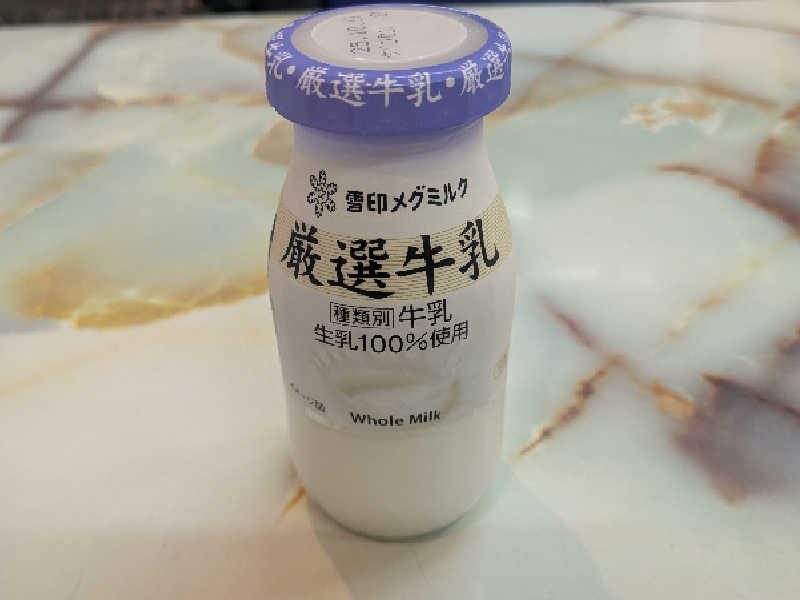 乳・厳選牛乳・厳選
雪印メグミルク
厳選牛乳
種類別 牛乳
生乳100%使用
Whole Milk